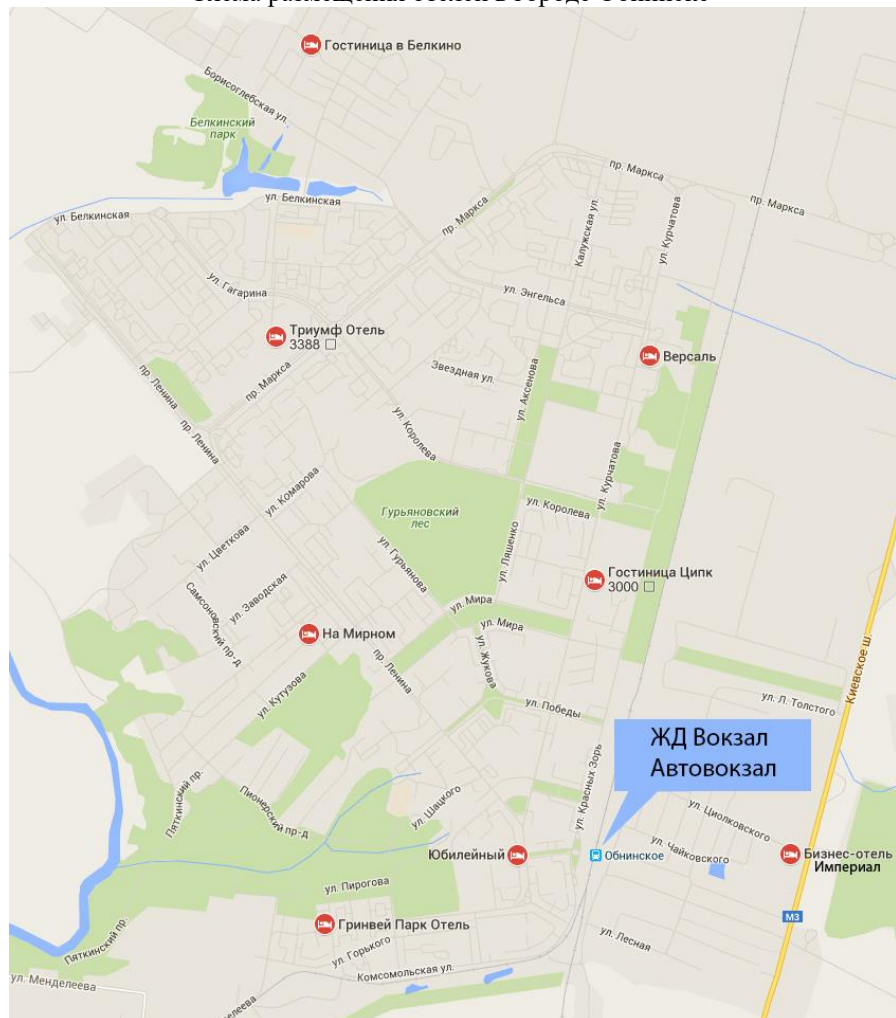 Схема размещения отелей в городе Обнинске
Гостиница в Белкино
Борисоглебская ул.
Белкинский
парк
ул. Белкинская
ул. Белкинская
пр. Маркса
пр. Маркса
пр. Маркса
Калужская ул.
ул. Курчатова
ул. Гагарина
ул. Энгельса
Триумф Отель
3388
Версаль
Звездная ул.
ул. Аксенова
пр. Ленина
пр. Маркса
пр. Ленина
ул. Королева
ул. Курчатова
ул. Комарова
Гурьяновский
лес
ул. Королева
ул. Цветкова
ул. Гурьянова
ул. Ляшенко
Гостиница Ципк
3000
ул. Заводская
Самсоновский пр-д
ул. Мира
ул. Мира
На Мирном
пр. Ленина
ул. Жукова
Киевское ш.
ул. Кутузова
ул. Победы
ул. Л. Толстого
ЖД Вокзал
Автовокзал
Пяткинский пр.
Пионерский пр-д
ул. Шацкого
ул. Красных Зорь
ул. Циолковского
Юбилейный
Обнинское
ул. Чайковского
Бизнес-отель
Империал
ул. Пирогова
Гринвей Парк Отель
М3
Пяткинский пр.
ул. Горького
ул. Лесная
Комсомольская ул.
ул. Менделеева